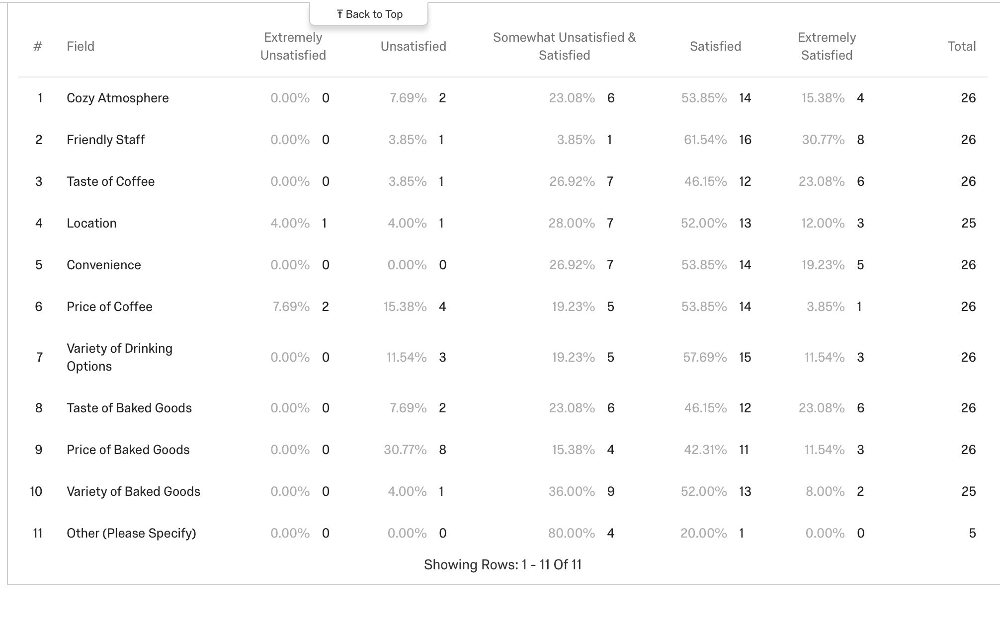 Back to Top
# Field Extremely Unsatisfied Unsatisfied Somewhat Unsatisfied & Satisfied Satisfied Extremely Satisfied Total
1 Cozy Atmosphere 0.00% 0 7.69% 2 23.08% 6 53.85% 14 15.38% 4 26
2 Friendly Staff 0.00% 0 3.85% 1 3.85% 1 61.54% 16 30.77% 8 26
3 Taste of Coffee 0.00% 0 3.85% 1 26.92% 7 46.15% 12 23.08% 6 26
4 Location 4.00% 1 4.00% 1 28.00% 7 52.00% 13 12.00% 3 25
5 Convenience 0.00% 0 0.00% 0 26.92% 7 53.85% 14 19.23% 5 26
6 Price of Coffee 7.69% 2 15.38% 4 19.23% 5 53.85% 14 3.85% 1 26
7 Variety of Drinking Options 0.00% 0 11.54% 3 19.23% 5 57.69% 15 11.54% 3 26
8 Taste of Baked Goods 0.00% 0 7.69% 2 23.08% 6 46.15% 12 23.08% 6 26
9 Price of Baked Goods 0.00% 0 30.77% 8 15.38% 4 42.31% 11 11.54% 3 26
10 Variety of Baked Goods 0.00% 0 4.00% 1 36.00% 9 52.00% 13 8.00% 2 25
11 Other (Please Specify) 0.00% 0 0.00% 0 80.00% 4 20.00% 1 0.00% 0 5
Showing Rows: 1 - 11 Of 11